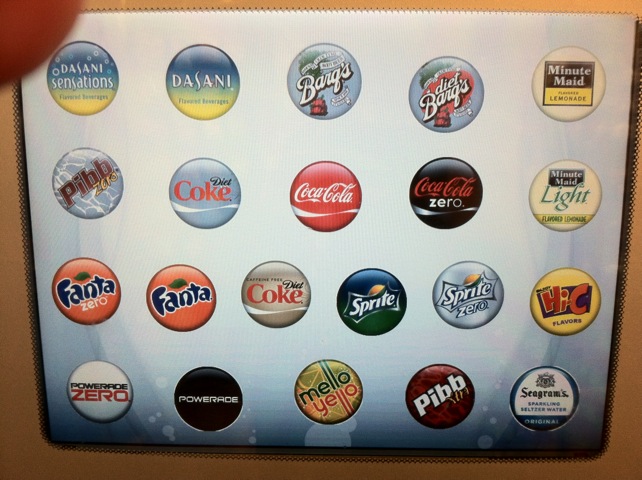 DASANI
sensations
Flavored Beverages
DASANI
Flavored Beverages
Barq's
diet
Barq's
Minute
Maid
FLAVORED
LEMONADE
Pibb
zero
Diet
Coke
Coca-Cola
Coca-Cola
zero
Minute
Maid
Light
FLAVORED LEMONADE
Fanta
zero
Fanta
CAFFEINE FREE
Diet
Coke
Sprite
Sprite
zero
Hi-C
FLAVORS
POWERADE
ZERO
POWERADE
mello
yello
Pibb
Xtra
Seagram's
SPARKLING
SELTZER WATER
ORIGINAL